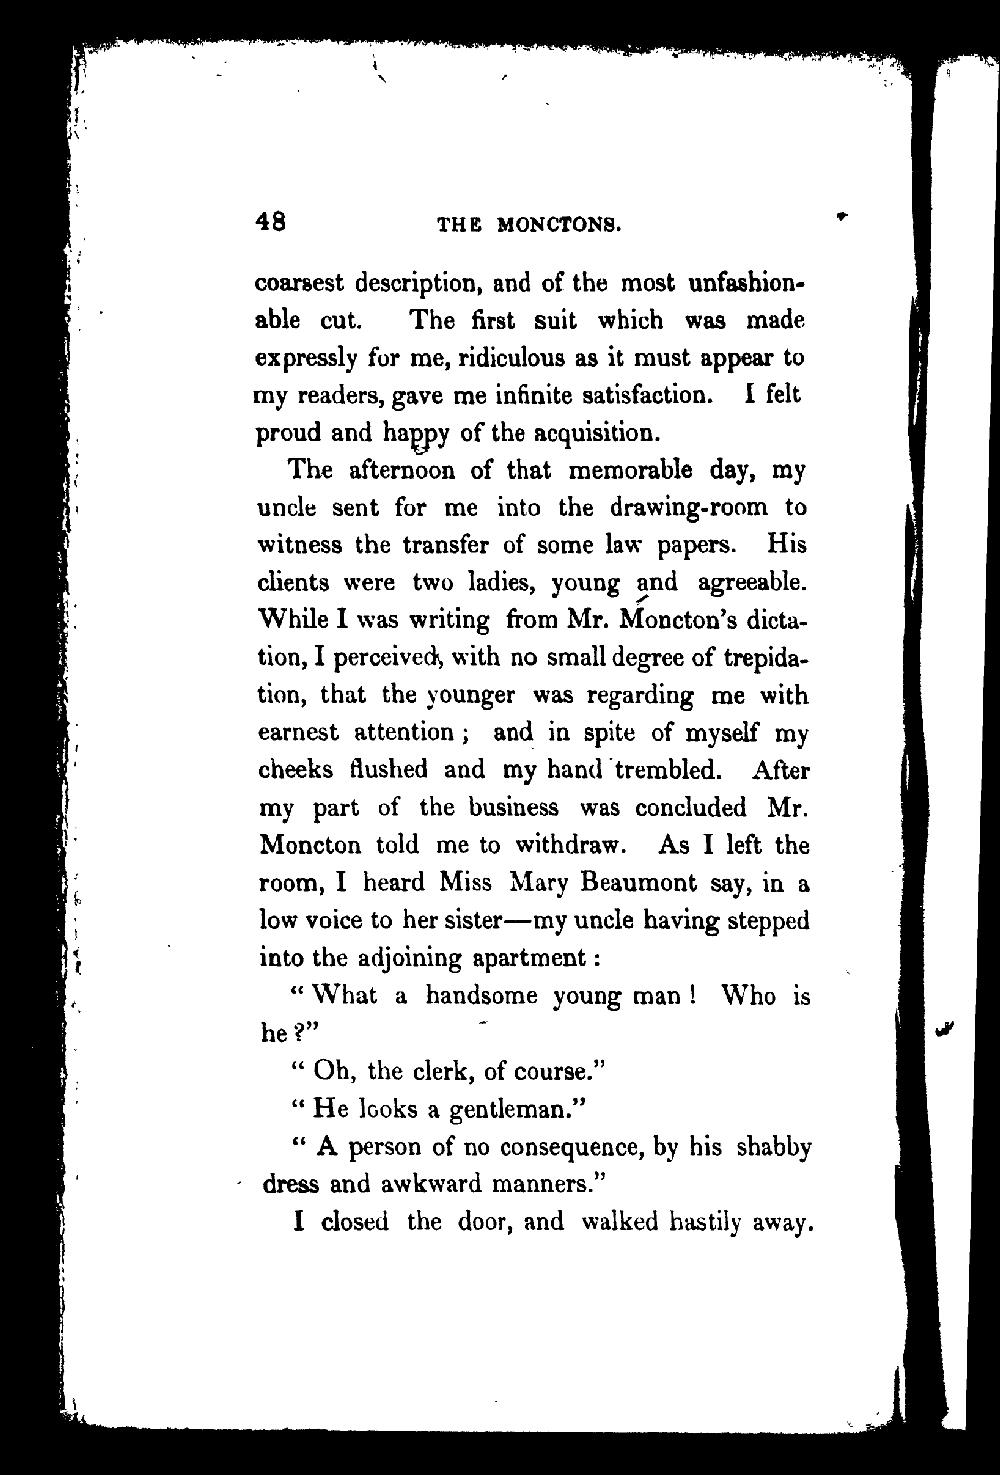 48 THE MONCTONS.
coarsest description, and of the most unfashion-
able cut. The first suit which was made
expressly for me, ridiculous as it must appear to
my readers, gave me infinite satisfaction. I felt
proud and happy of the acquisition.
The afternoon of that memorable day, my
uncle sent for me into the drawing-room to
witness the transfer of some law papers. His
clients were two ladies, young and agreeable.
While I was writing from Mr. Moncton's dicta-
tion, I perceived, with no small degree of trepida-
tion, that the younger was regarding me with
earnest attention ; and in spite of myself my
cheeks flushed and my hand trembled. After
my part of the business was concluded Mr.
Moncton told me to withdraw. As I left the
room, I heard Miss Mary Beaumont say, in a
low voice to her sister—my uncle having stepped
into the adjoining apartment :
“ What a handsome young man ! Who is
he ?”
“ Oh, the clerk, of course.”
“ He looks a gentleman.”
“ A person of no consequence, by his shabby
dress and awkward manners.”
I closed the door, and walked hastily away.